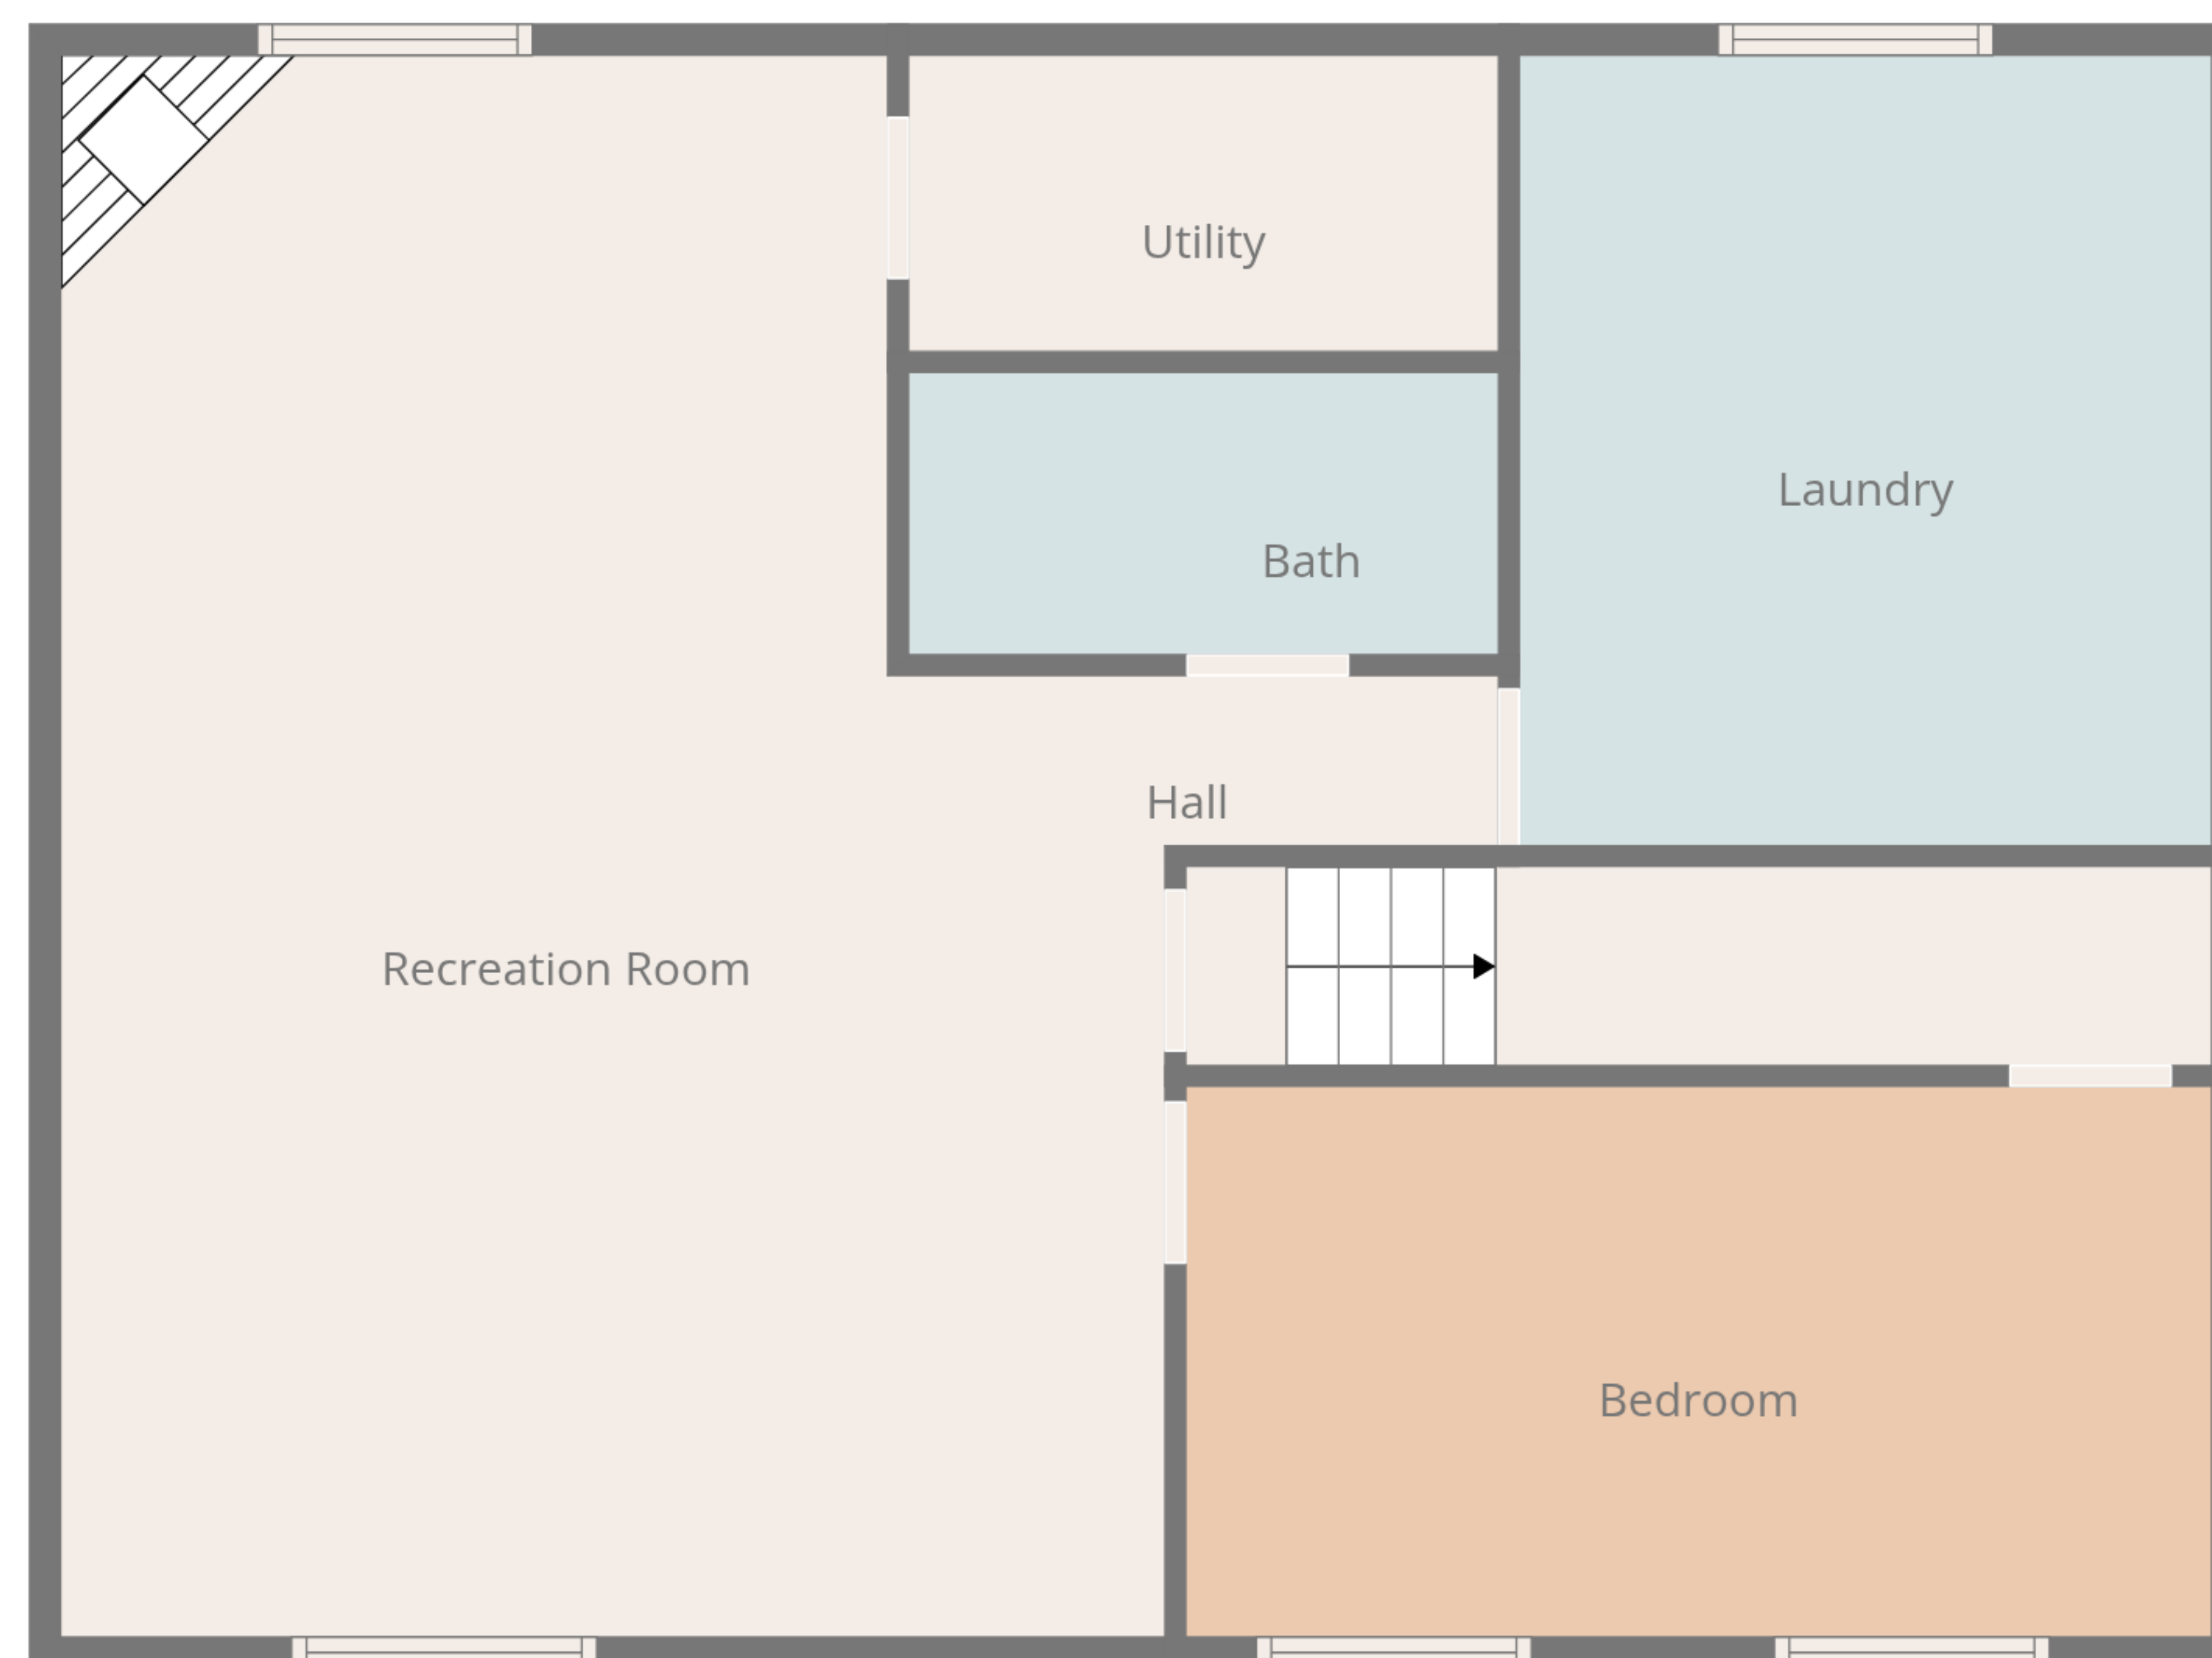 Utility
Laundry
Bath
Hall
Recreation Room
Bedroom